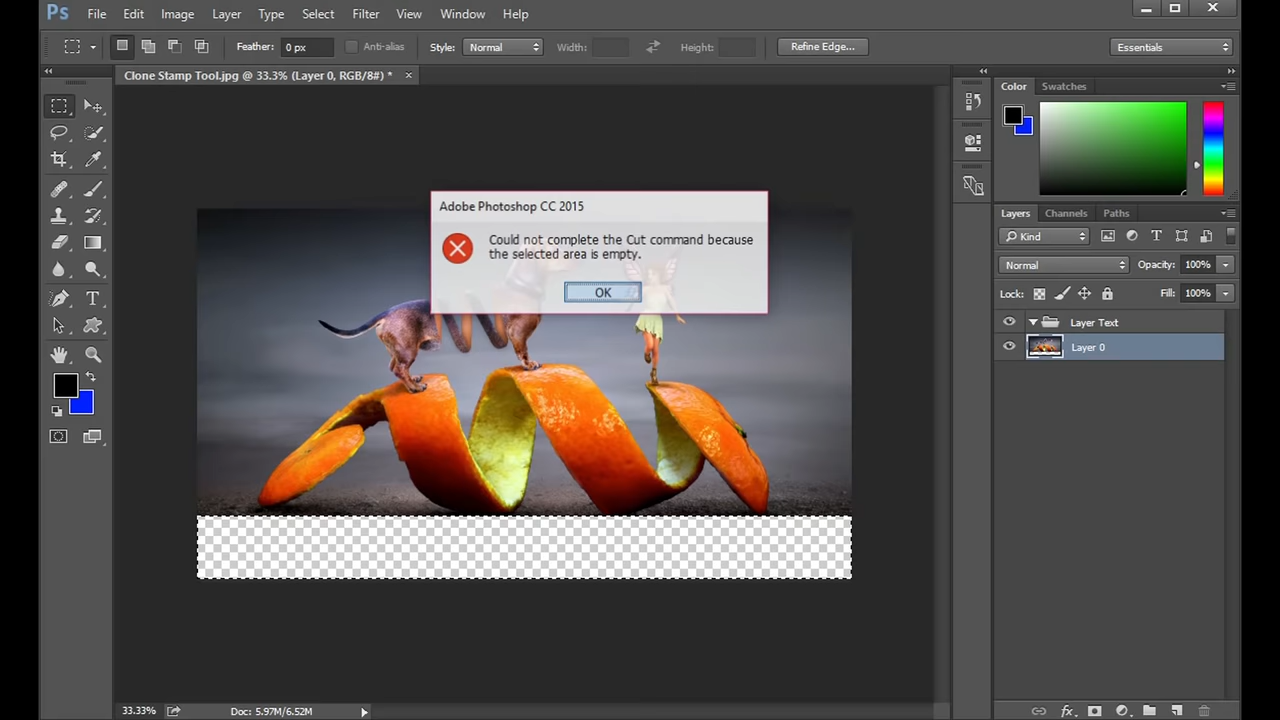 Ps File Edit Image Layer Type Select Filter View Window Help
Feather: 0 px Anti-alias Style: Normal Width: Height: Refine Edge... Essentials
Clone Stamp Tool.jpg @ 33.3% (Layer 0, RGB/8#) * ×
Color Swatches
Adobe Photoshop CC 2015
Could not complete the Cut command because
the selected area is empty.
OK
Layers Channels Paths
Kind
Normal Opacity: 100%
Lock: Fill: 100%
Layer Text
Layer 0
33.33% Doc: 5.97M/6.52M